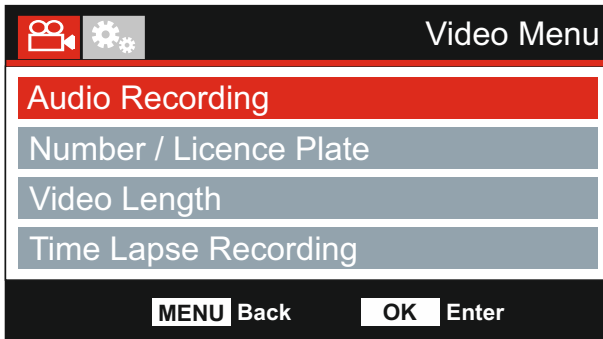 Video Menu
Audio Recording
Number / Licence Plate
Video Length
Time Lapse Recording
MENU Back OK Enter